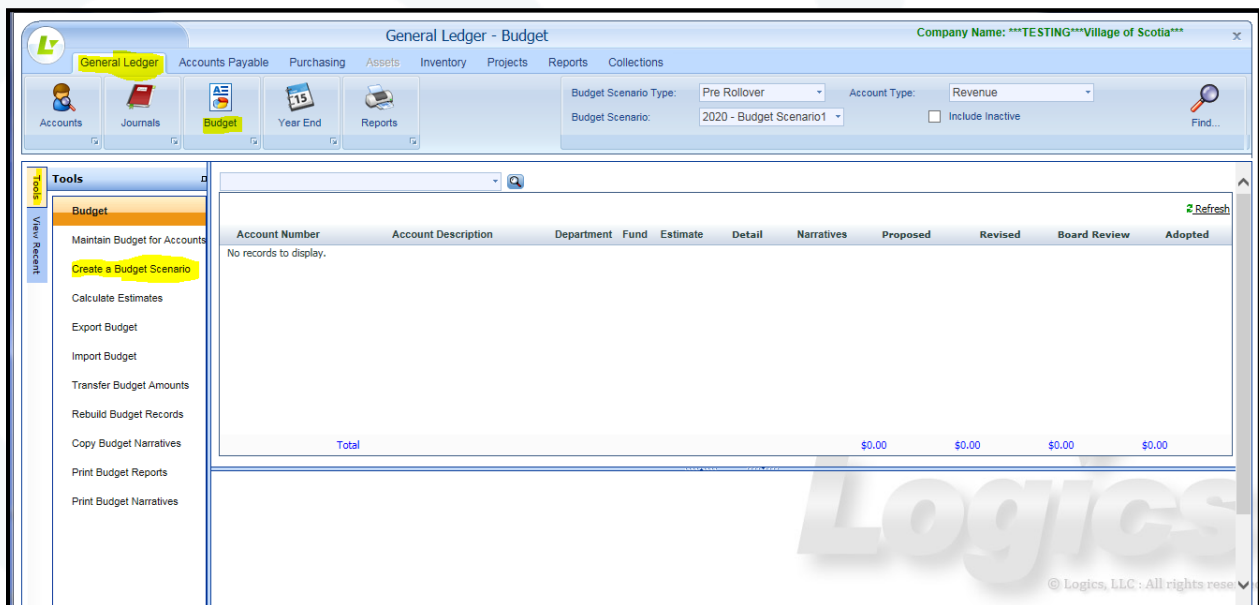 General Ledger - Budget
Company Name: ***TESTING***Village of Scotia***
x
General Ledger Accounts Payable Purchasing Assets Inventory Projects Reports Collections
Accounts
Journals
Budget
15
Year End
Reports
Budget Scenario Type: Pre Rollover Account Type: Revenue
Budget Scenario: 2020 - Budget Scenario1 Include Inactive
Find...
Tools
View Recent
Tools
Budget
Maintain Budget for Accounts
Create a Budget Scenario
Calculate Estimates
Export Budget
Import Budget
Transfer Budget Amounts
Rebuild Budget Records
Copy Budget Narratives
Print Budget Reports
Print Budget Narratives
Refresh
Account Number Account Description Department Fund Estimate Detail Narratives Proposed Revised Board Review Adopted
No records to display.
Total $0.00 $0.00 $0.00 $0.00
Logics
© Logics, LLC : All rights rese